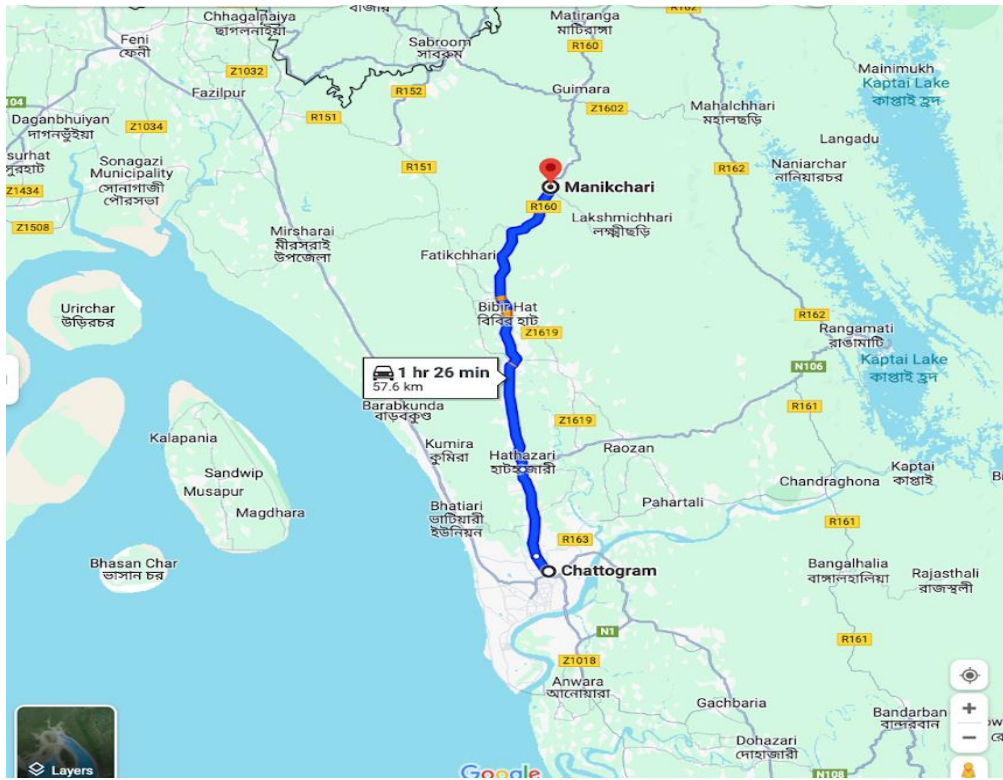 Chhagalnaiya
ছাগলনাইয়া
বাজার
Matiranga
মাটিরাঙ্গা
R162
Feni
ফেনী
Sabroom
সাবরুম
R160
Mainimukh
Z1032
R152
Guimara
Kaptai Lake
কাপ্তাই হ্রদ
104
Fazilpur
R151
Z1602
Mahalchhari
মহালছড়ি
Daganbhuiyan
দাগনভূঁইয়া
Z1034
Langadu
surhat
সুরহাট
Sonagazi
Municipality
সোনাগাজী
পৌরসভা
R151
R162
Naniarchar
নানিয়ারচর
Z1434
Manikchari
R160
Lakshmichhari
লক্ষ্মীছড়ি
Z1508
Mirsharai
মীরসরাই
উপজেলা
Fatikchhari
Urirchar
উড়িরচর
Bibir Hat
বিবির হাট
R162
Z1619
Rangamati
রাঙামাটি
1 hr 26 min
57.6 km
N106
Kaptai Lake
কাপ্তাই হ্রদ
Barabkunda
বাড়বকুণ্ড
R161
Z1619
Kalapania
Kumira
কুমিরা
Raozan
Hathazari
হাটহাজারী
Sandwip
Kaptai
কাপ্তাই
Musapur
Chandraghona
Magdhara
Bhatiari
ভাটিয়ারী
ইউনিয়ন
Pahartali
R161
R163
Bhasan Char
ভাসান চর
Chattogram
Bangalhalia
বাঙ্গালহালিয়া
Rajasthali
রাজস্থলী
N1
R161
Z1018
Anwara
আনোয়ারা
Gachbaria
Bandarban
বান্দরবান
Dohazari
দোহাজারী
Layers
Google
N108